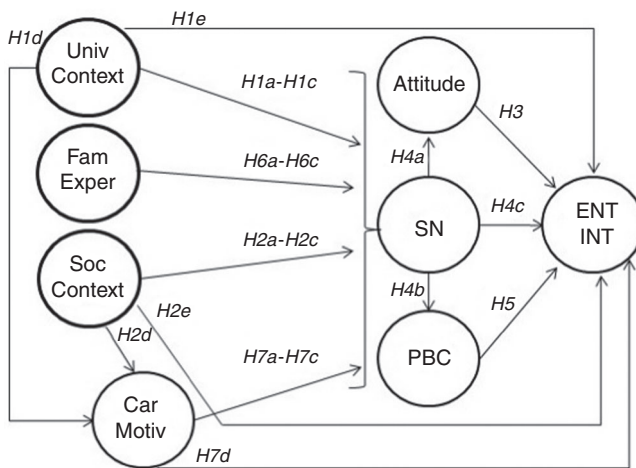 H1d
H1e
Univ
Context
H1a-H1c
Attitude
H3
Fam
Exper
H6a-H6c
H4a
SN
H4c
ENT
INT
H2a-H2c
Soc
Context
H4b
H5
H2d
H2e
PBC
H7a-H7c
Car
Motiv
H7d